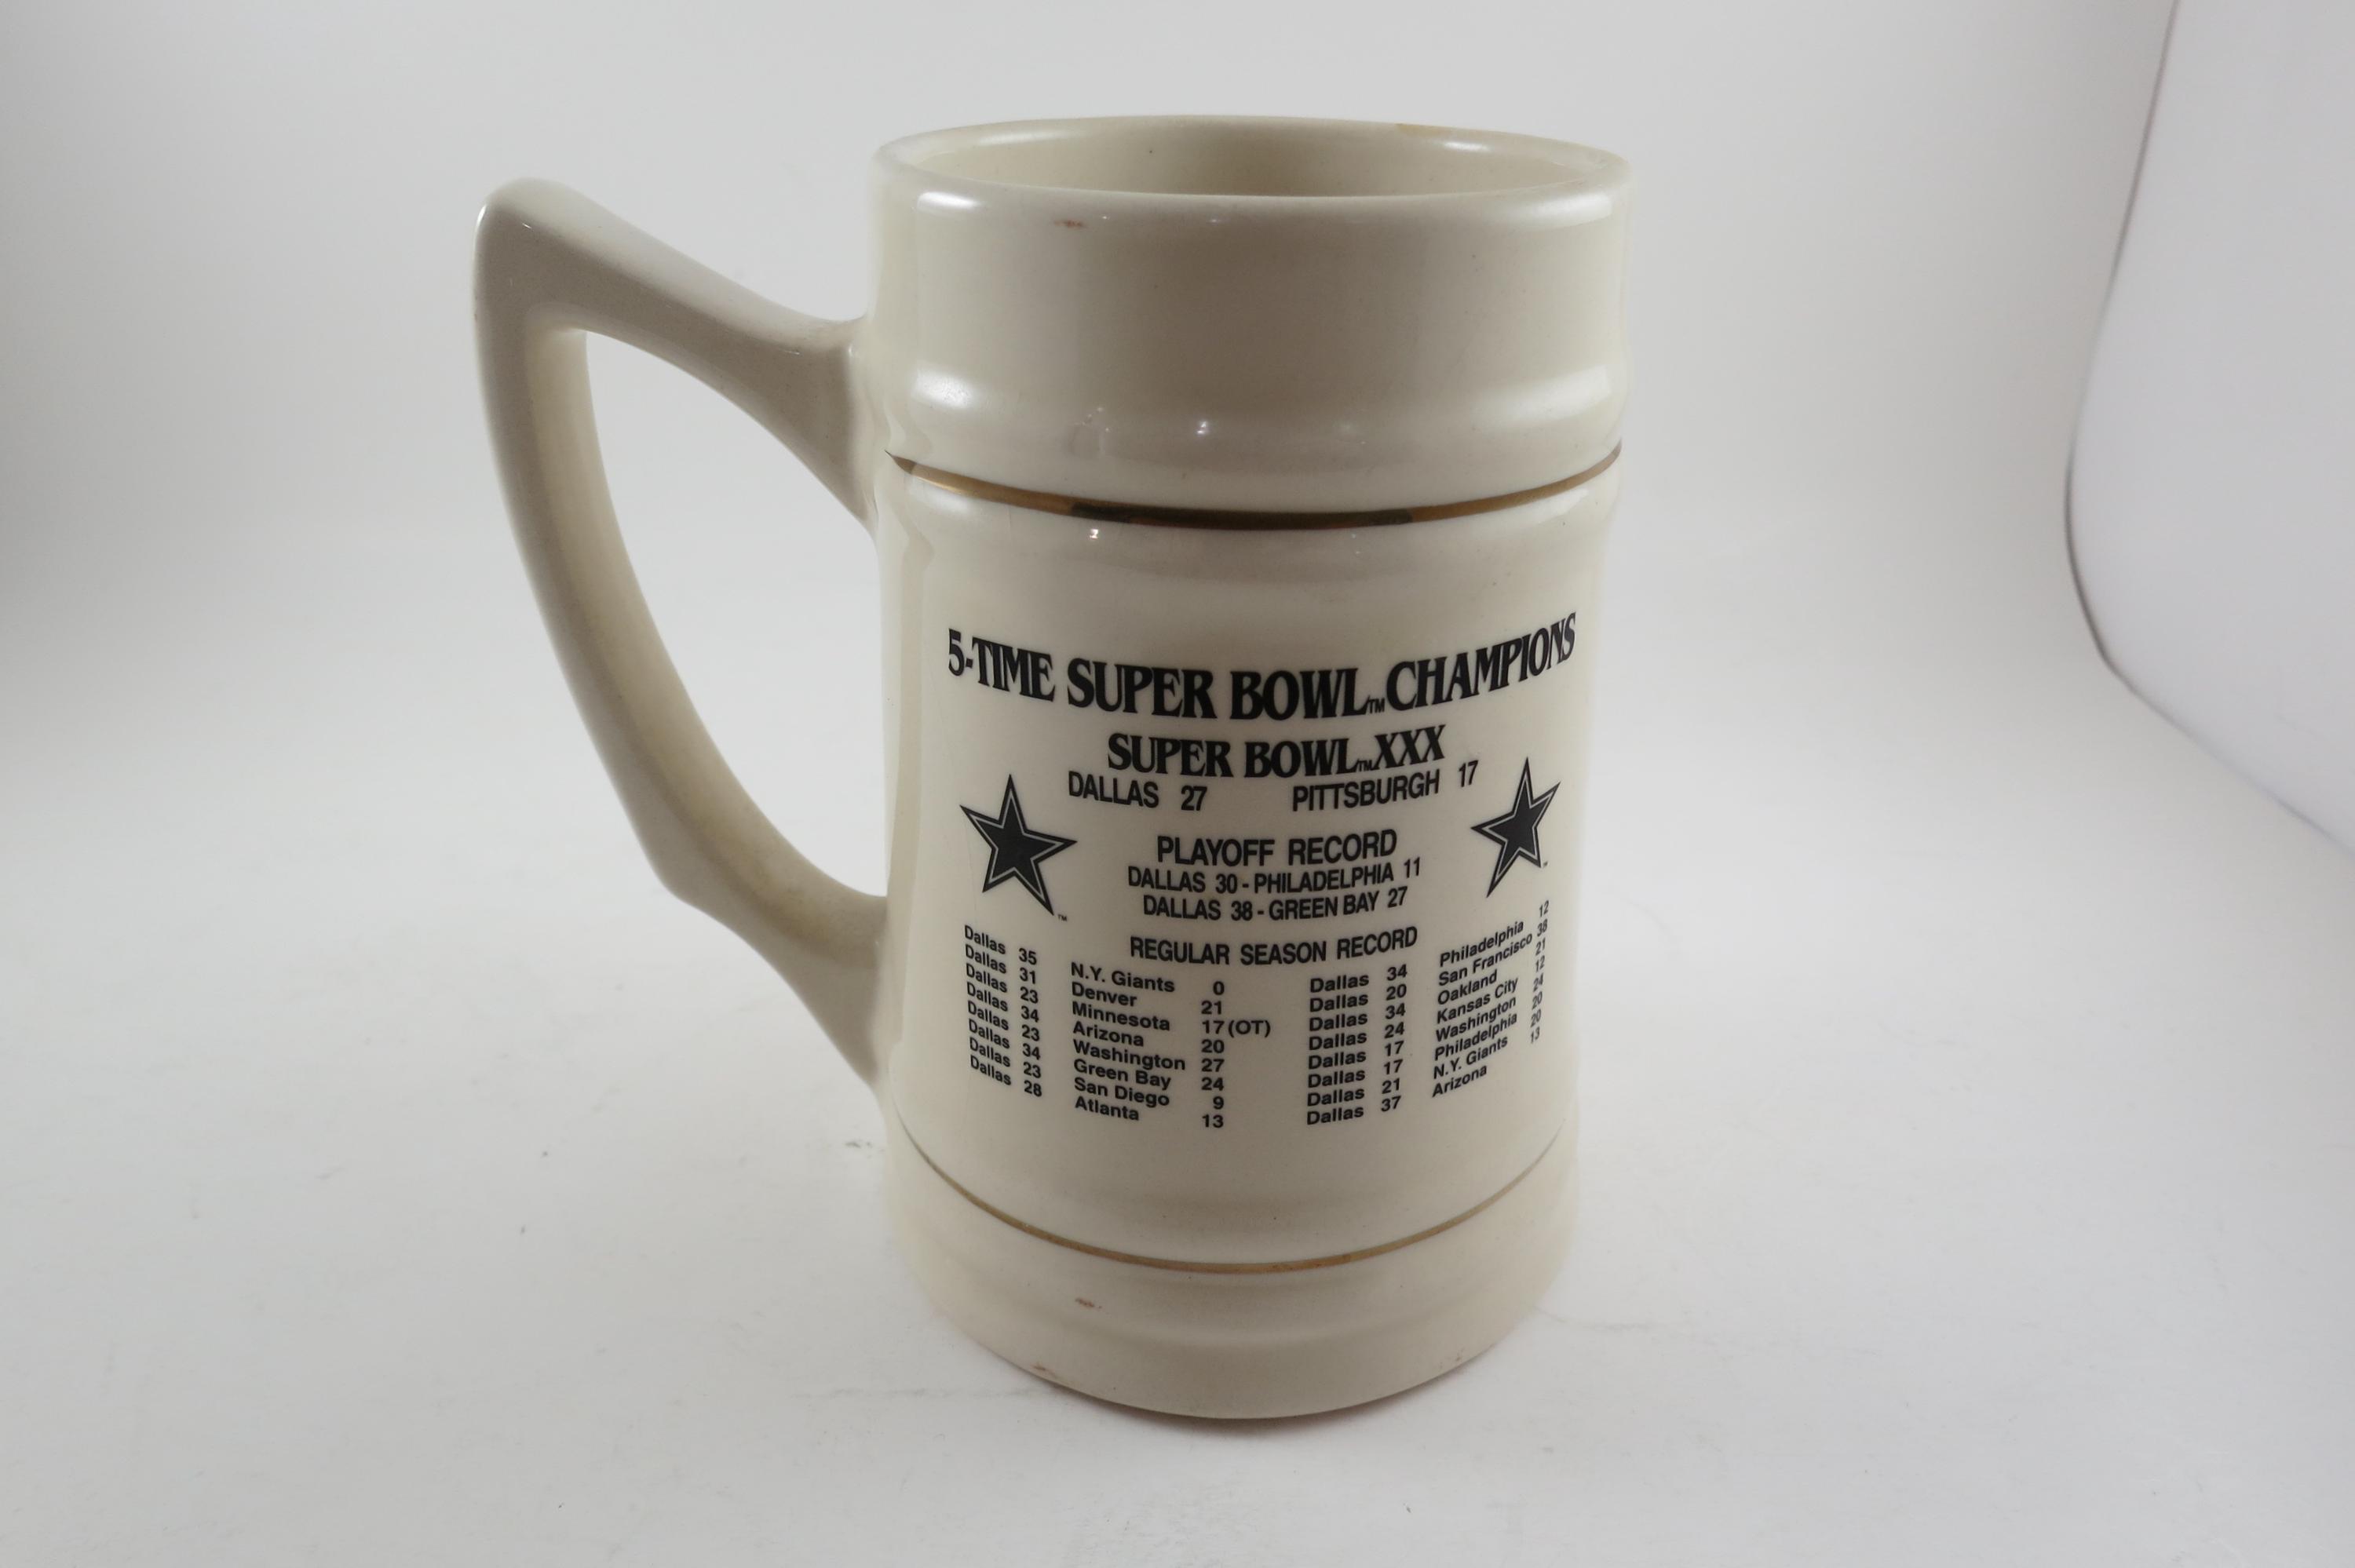 5-TIME SUPER BOWL™ CHAMPIONS
SUPER BOWL™ XXX
DALLAS 27 PITTSBURGH 17
PLAYOFF RECORD
DALLAS 30 - PHILADELPHIA 11
DALLAS 38 - GREEN BAY 27
REGULAR SEASON RECORD
Dallas 35 N.Y. Giants 0 Dallas 34 Philadelphia 12
Dallas 31 Denver 21 Dallas 20 San Francisco 38
Dallas 23 Minnesota 17 (OT) Dallas 34 Oakland 21
Dallas 34 Arizona 20 Dallas 24 Kansas City 12
Dallas 23 Washington 27 Dallas 17 Washington 24
Dallas 34 Green Bay 24 Dallas 17 Philadelphia 20
Dallas 23 San Diego 9 Dallas 21 N.Y. Giants 20
Dallas 28 Atlanta 13 Dallas 37 Arizona 13